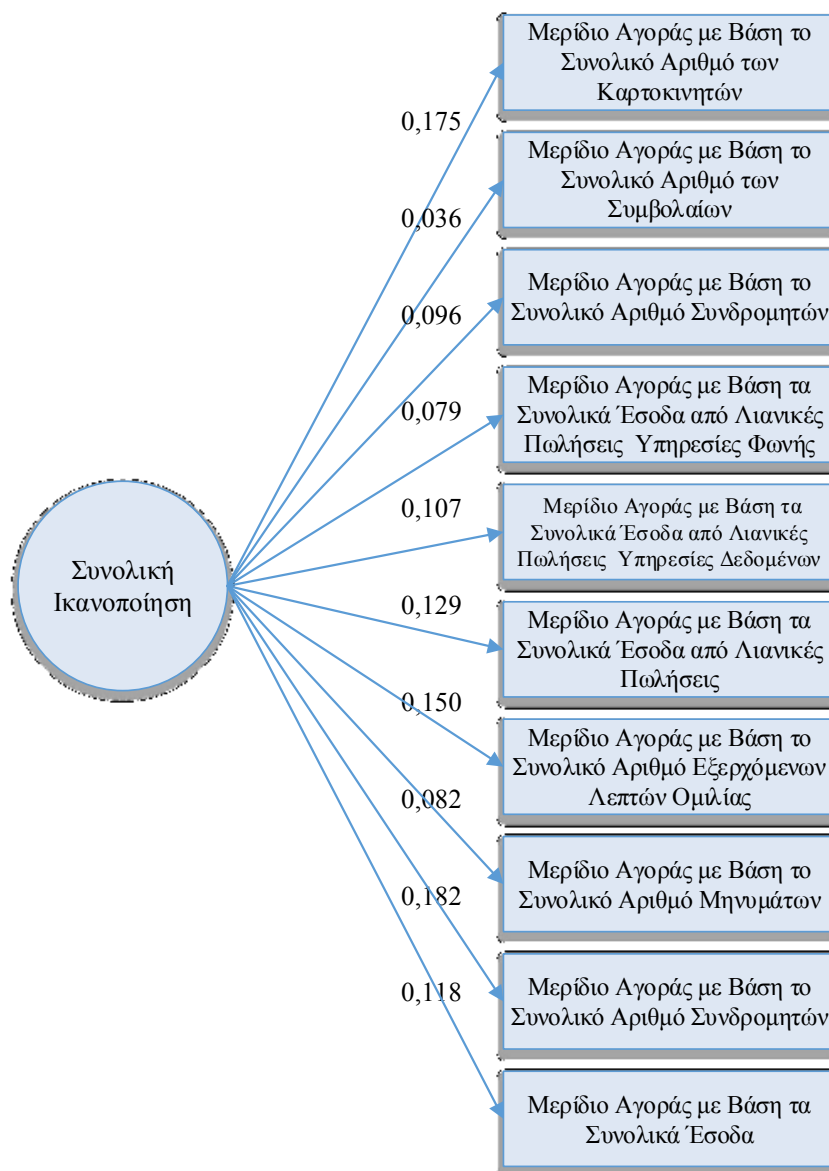 Μερίδιο Αγοράς με Βάση το
Συνολικό Αριθμό των
Καρτοκινητών
0,175
Μερίδιο Αγοράς με Βάση το
Συνολικό Αριθμό των
Συμβολαίων
0,036
Μερίδιο Αγοράς με Βάση το
Συνολικό Αριθμό Συνδρομητών
0,096
Μερίδιο Αγοράς με Βάση τα
Συνολικά Έσοδα από Λιανικές
Πωλήσεις Υπηρεσίες Φωνής
0,079
Μερίδιο Αγοράς με Βάση τα
Συνολικά Έσοδα από Λιανικές
Πωλήσεις Υπηρεσίες Δεδομένων
0,107
Συνολική
Ικανοποίηση
0,129
Μερίδιο Αγοράς με Βάση τα
Συνολικά Έσοδα από Λιανικές
Πωλήσεις
0,150
Μερίδιο Αγοράς με Βάση το
Συνολικό Αριθμό Εξερχόμενων
Λεπτών Ομιλίας
0,082
Μερίδιο Αγοράς με Βάση το
Συνολικό Αριθμό Μηνυμάτων
0,182
Μερίδιο Αγοράς με Βάση το
Συνολικό Αριθμό Συνδρομητών
0,118
Μερίδιο Αγοράς με Βάση τα
Συνολικά Έσοδα